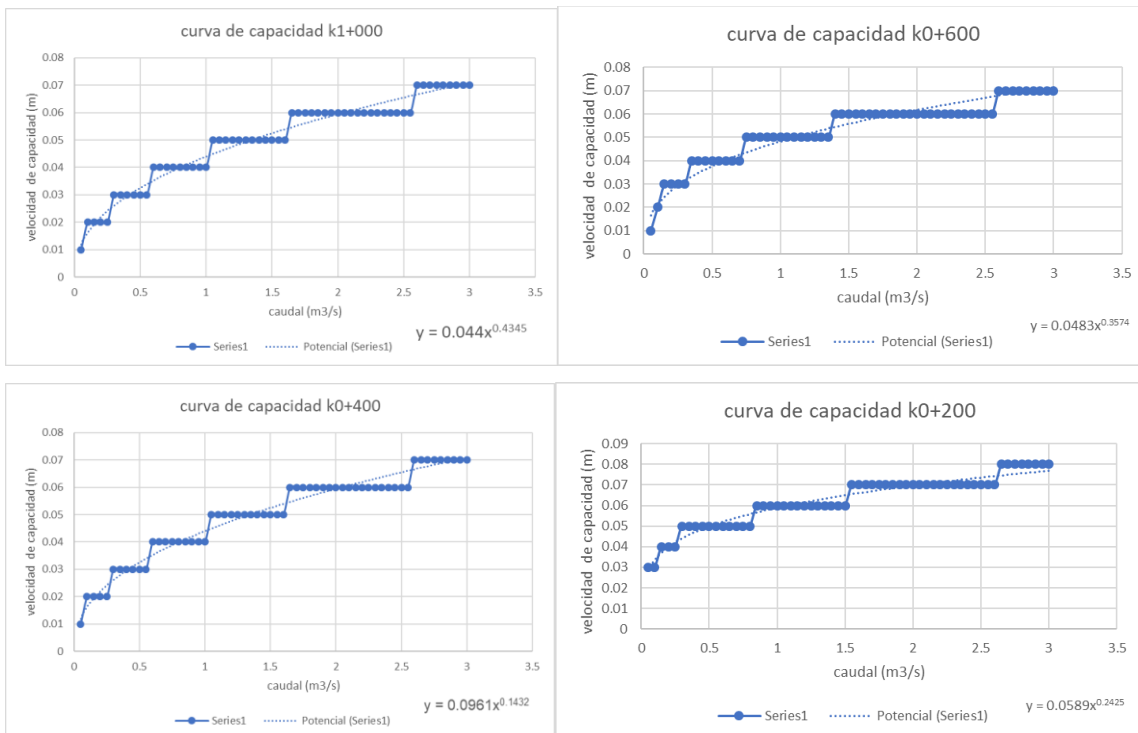 curva de capacidad k1+000
velocidad de capacidad (m)
0.08
0.07
0.06
0.05
0.04
0.03
0.02
0.01
0
0 0.5 1 1.5 2 2.5 3 3.5
caudal (m3/s)
y = 0.044x^0.4345
Series1 Potencial (Series1)
curva de capacidad k0+600
velocidad de capacidad (m)
0.08
0.07
0.06
0.05
0.04
0.03
0.02
0.01
0
0 0.5 1 1.5 2 2.5 3 3.5
caudal (m3/s)
y = 0.0483x^0.3574
Series1 Potencial (Series1)
curva de capacidad k0+400
velocidad de capacidad (m)
0.08
0.07
0.06
0.05
0.04
0.03
0.02
0.01
0
0 0.5 1 1.5 2 2.5 3 3.5
caudal (m3/s)
y = 0.0961x^0.1432
Series1 Potencial (Series1)
curva de capacidad k0+200
velocidad de capacidad (m)
0.09
0.08
0.07
0.06
0.05
0.04
0.03
0.02
0.01
0
0 0.5 1 1.5 2 2.5 3 3.5
caudal (m3/s)
y = 0.0589x^0.2425
Series1 Potencial (Series1)